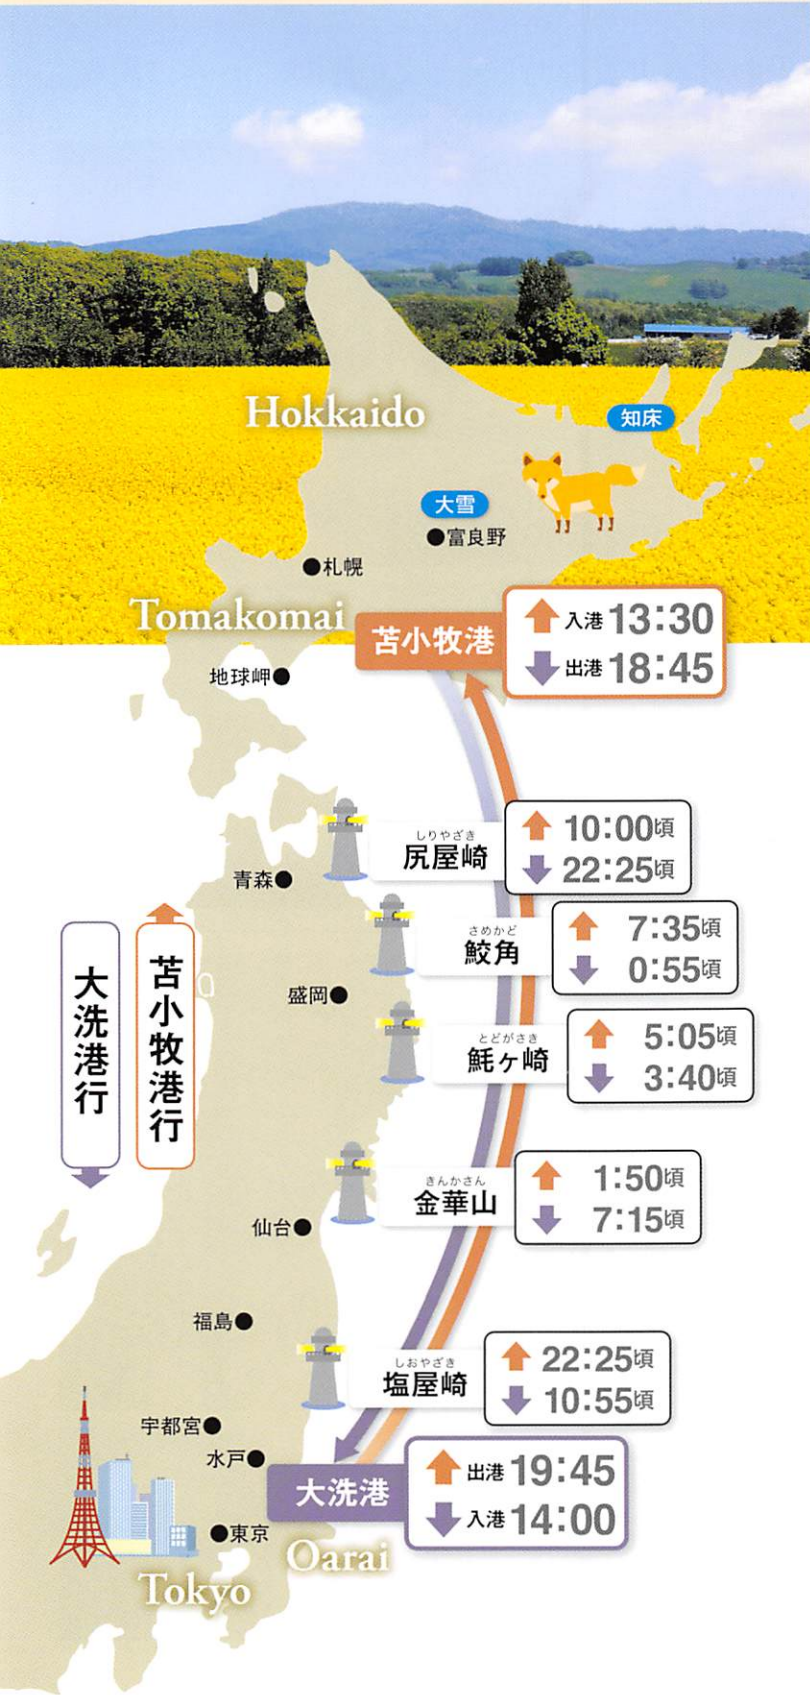 Hokkaido
知床
大雪
富良野
札幌
Tomakomai
苫小牧港
入港 13:30
出港 18:45
地球岬
しりやざき
尻屋崎
10:00頃
22:25頃
青森
さめかど
鮫角
7:35頃
0:55頃
盛岡
とどがさき
魹ヶ崎
5:05頃
3:40頃
大洗港行
苫小牧港行
きんかさん
金華山
1:50頃
7:15頃
仙台
福島
しおやざき
塩屋崎
22:25頃
10:55頃
宇都宮
水戸
大洗港
出港 19:45
入港 14:00
東京
Oarai
Tokyo